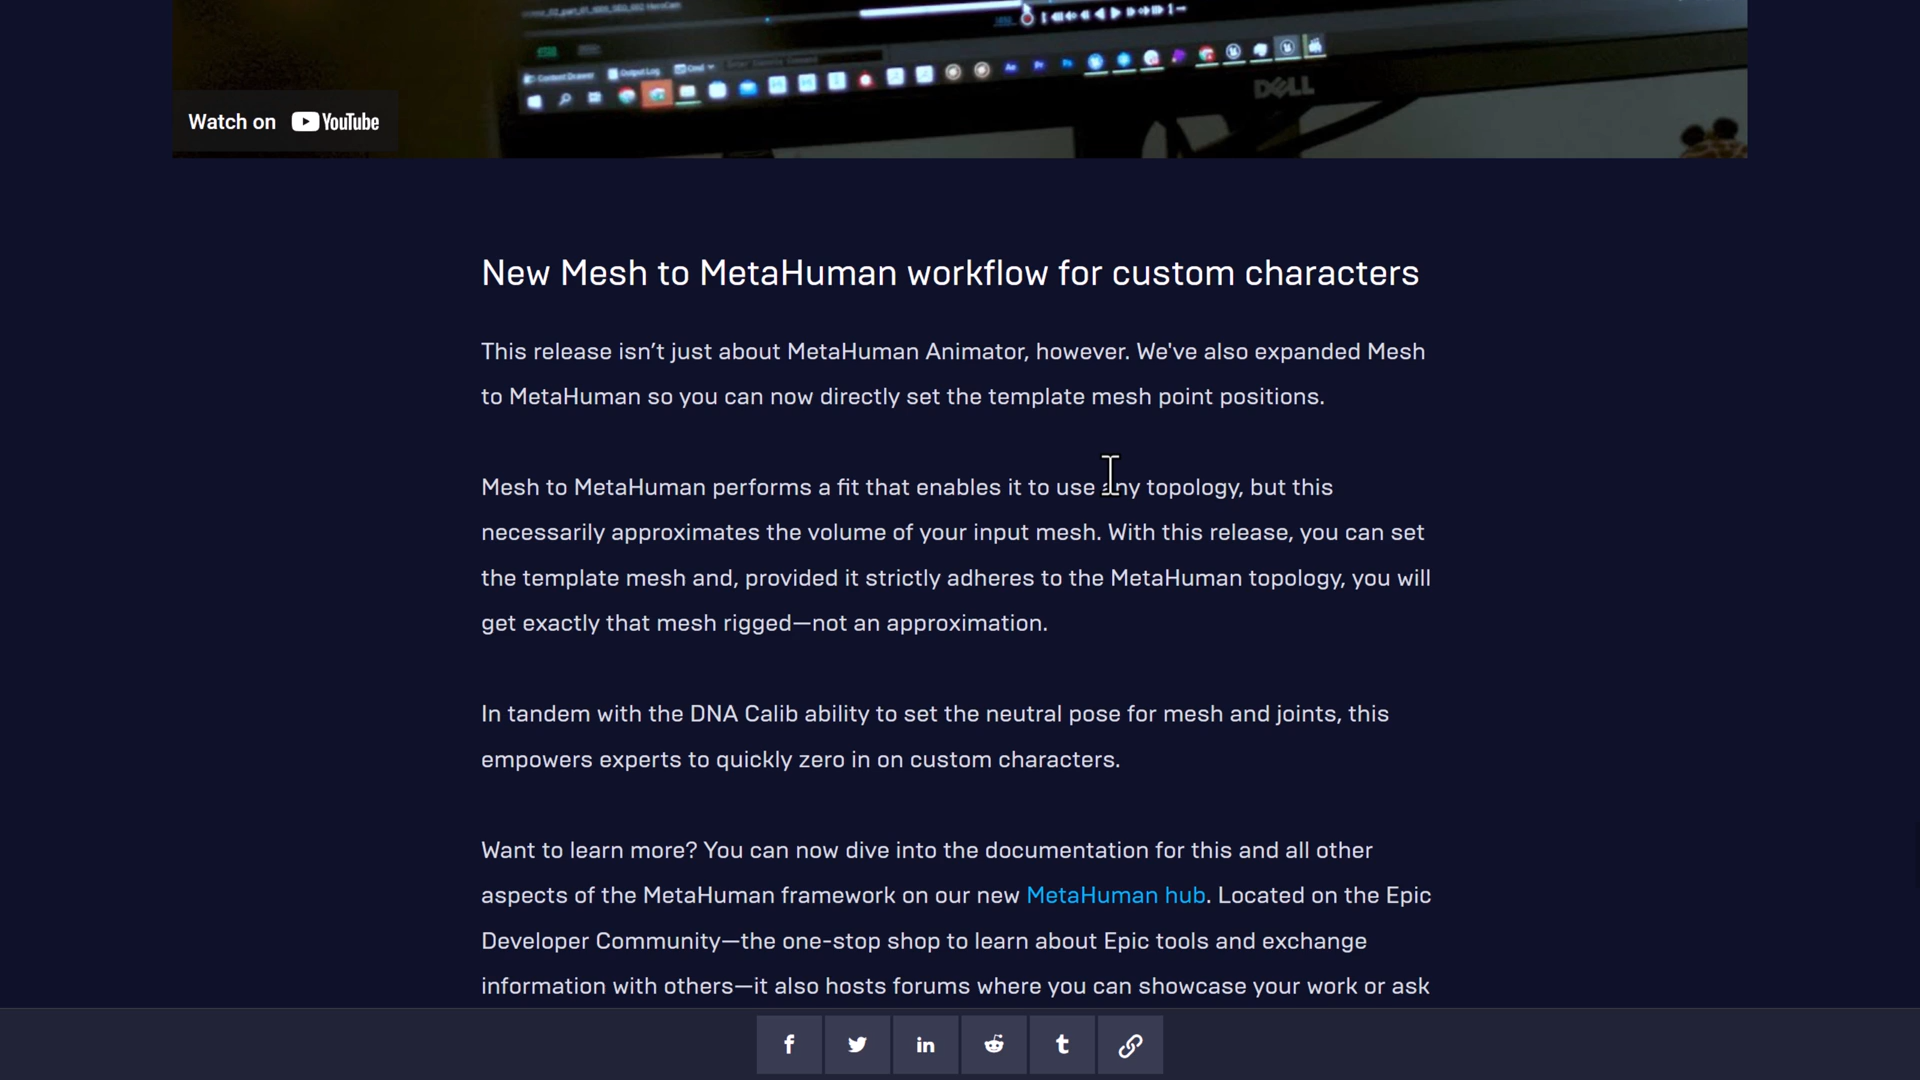 Content Drawer Output Log Cmd
DELL
Watch on YouTube
New Mesh to MetaHuman workflow for custom characters
This release isn’t just about MetaHuman Animator, however. We've also expanded Mesh
to MetaHuman so you can now directly set the template mesh point positions.
Mesh to MetaHuman performs a fit that enables it to use any topology, but this
necessarily approximates the volume of your input mesh. With this release, you can set
the template mesh and, provided it strictly adheres to the MetaHuman topology, you will
get exactly that mesh rigged—not an approximation.
In tandem with the DNA Calib ability to set the neutral pose for mesh and joints, this
empowers experts to quickly zero in on custom characters.
Want to learn more? You can now dive into the documentation for this and all other
aspects of the MetaHuman framework on our new MetaHuman hub. Located on the Epic
Developer Community—the one-stop shop to learn about Epic tools and exchange
information with others—it also hosts forums where you can showcase your work or ask